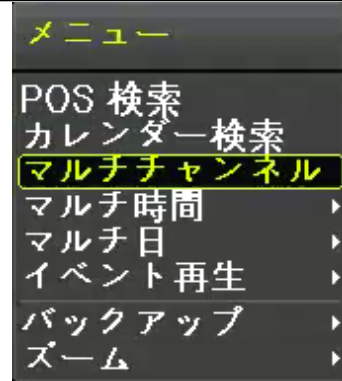 メニュー
POS 検索
カレンダー検索
マルチチャンネル
マルチ時間
マルチ日
イベント再生
バックアップ
ズーム